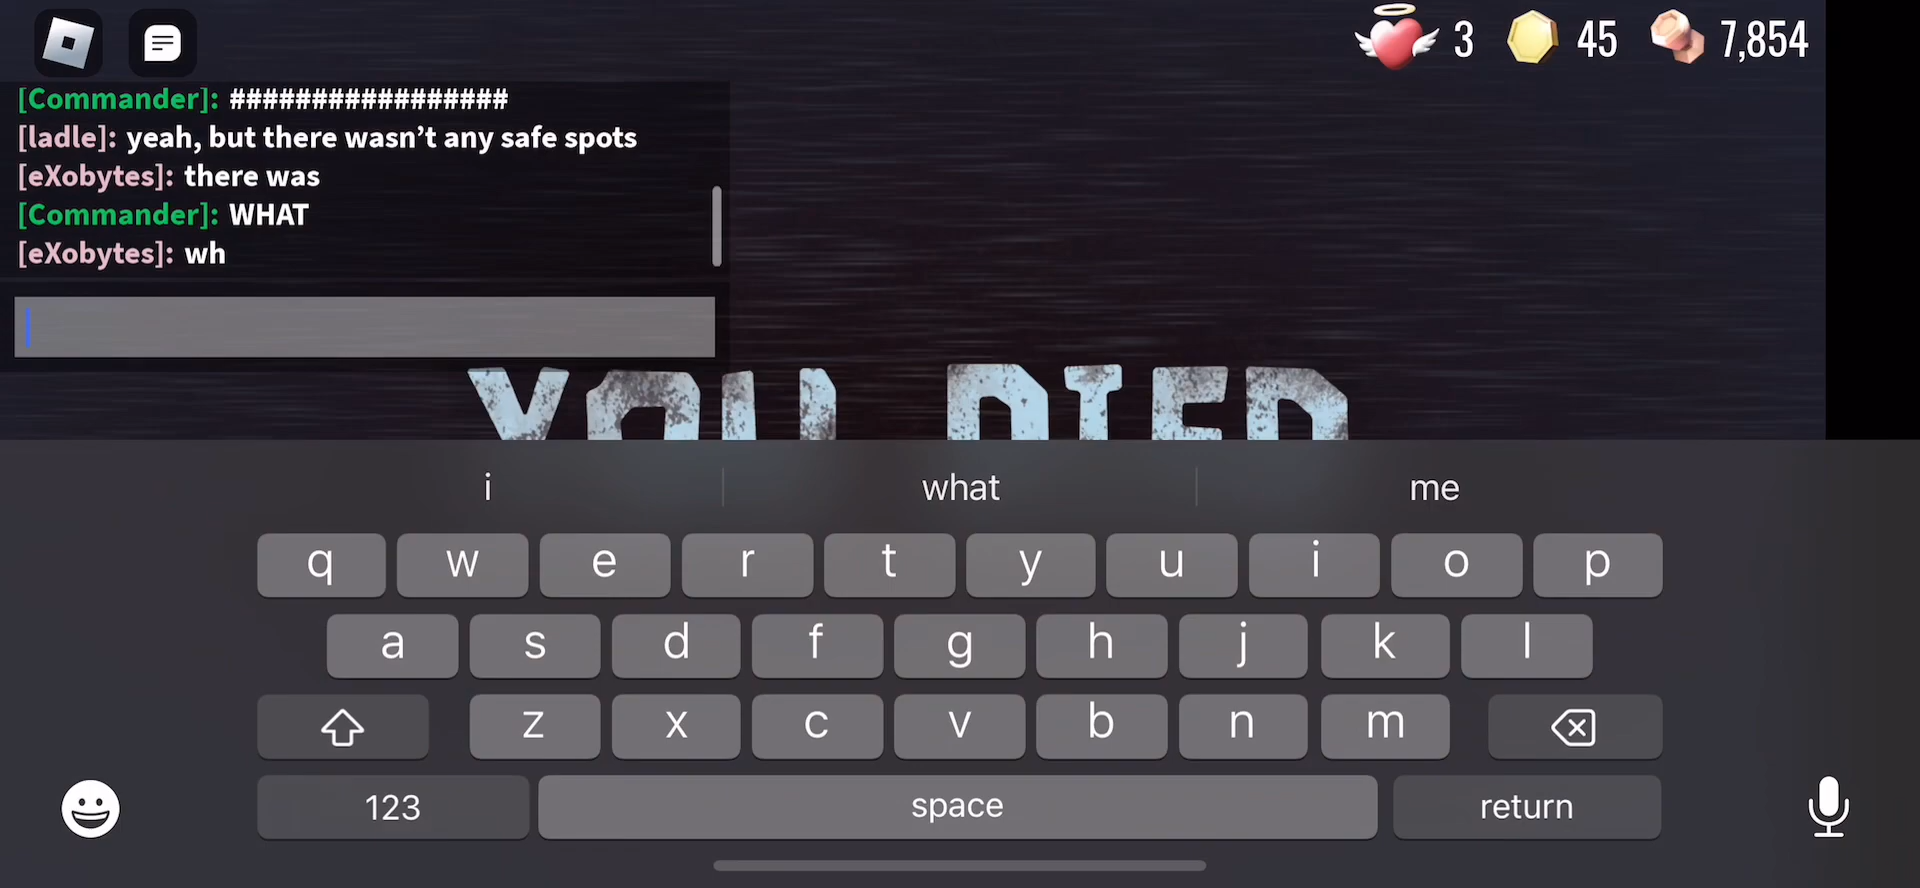 3 45 7,854
[Commander]: #################
[ladle]: yeah, but there wasn't any safe spots
[eXobytes]: there was
[Commander]: WHAT
[eXobytes]: wh
YOU DIED
i what me
q w e r t y u i o p
a s d f g h j k l
z x c v b n m
123 space return